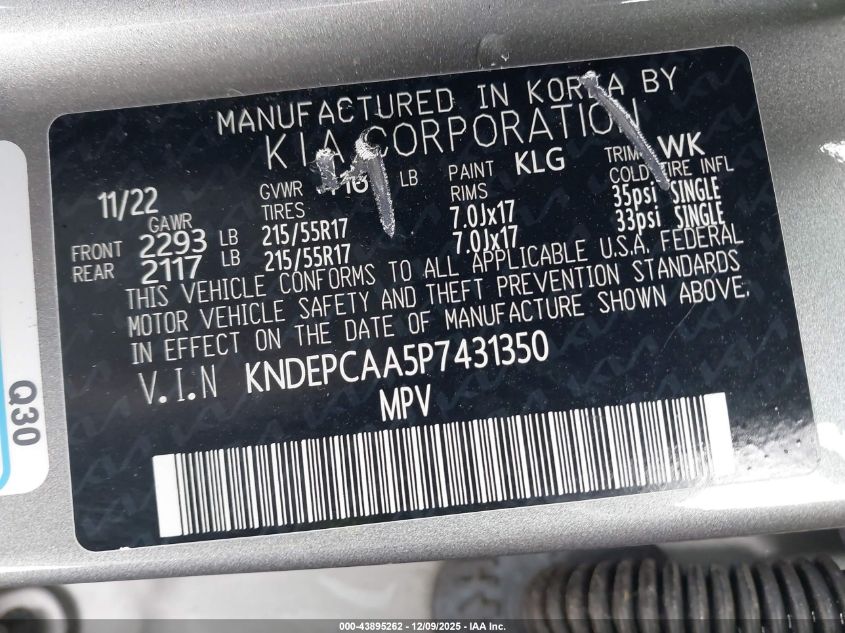 MANUFACTURED IN KOREA BY
KIA CORPORATION
11/22 GVWR LB PAINT KLG TRIM WK
GAWR TIRES RIMS COLD TIRE INFL
FRONT 2293 LB 215/55R17 7.0Jx17 35psi SINGLE
REAR 2117 LB 215/55R17 7.0Jx17 33psi SINGLE
THIS VEHICLE CONFORMS TO ALL APPLICABLE U.S.A. FEDERAL
MOTOR VEHICLE SAFETY AND THEFT PREVENTION STANDARDS
IN EFFECT ON THE DATE OF MANUFACTURE SHOWN ABOVE.
V.I.N KNDEPCAA5P7431350
MPV
Q30
000-43895262 - 12/09/2025 - IAA Inc.